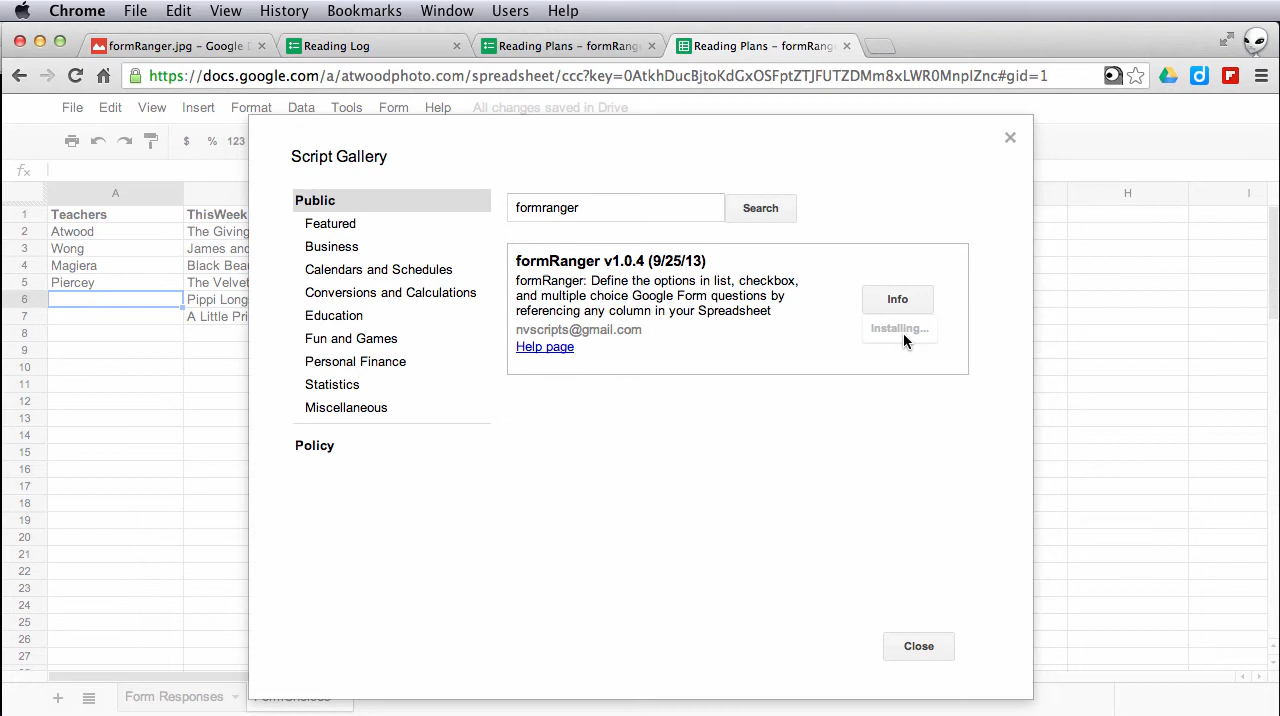 Chrome File Edit View History Bookmarks Window Users Help
formRanger.jpg - Google
Reading Log
Reading Plans - formRang
Reading Plans - formRang
https://docs.google.com/a/atwoodphoto.com/spreadsheet/ccc?key=0AtkhDucBjtoKdGxOSFptZTJFUTZDMm8xLWR0MnplZnc#gid=1
File Edit View Insert Format Data Tools Form Help All changes saved in Drive
$ % 123
fx
A H I
1 Teachers ThisWeek
2 Atwood The Giving
3 Wong James and
4 Magiera Black Bea
5 Piercey The Velvet
6 Pippi Long
7 A Little Pri
8
9
10
11
12
13
14
15
16
17
18
19
20
21
22
23
24
25
26
27
Form Responses
Script Gallery
Public
Featured
Business
Calendars and Schedules
Conversions and Calculations
Education
Fun and Games
Personal Finance
Statistics
Miscellaneous
Policy
formranger
Search
formRanger v1.0.4 (9/25/13)
formRanger: Define the options in list, checkbox,
and multiple choice Google Form questions by
referencing any column in your Spreadsheet
nvscripts@gmail.com
Help page
Info
Installing...
Close